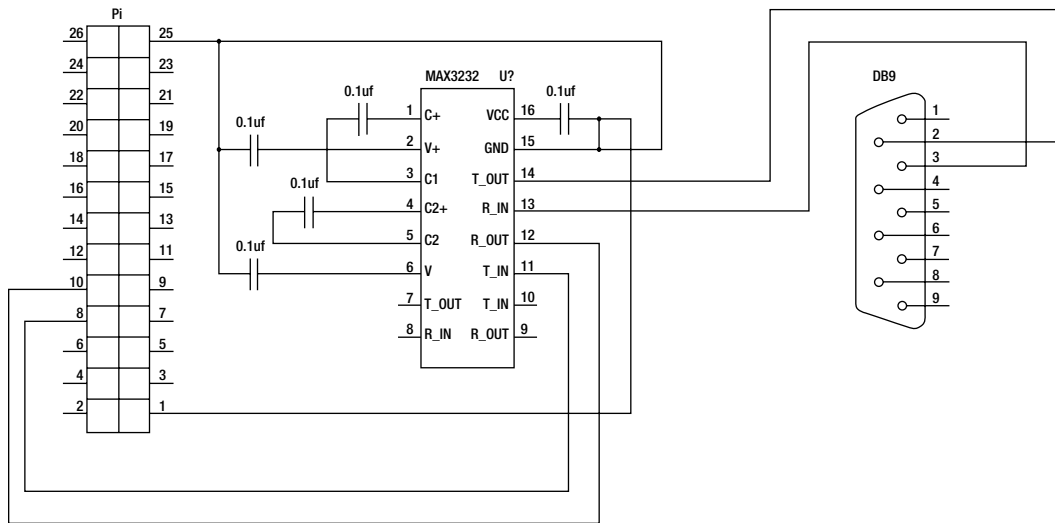 Pi
26 25
24 23
22 21
20 19
18 17
16 15
14 13
12 11
10 9
8 7
6 5
4 3
2 1
MAX3232 U?
0.1uf
0.1uf
0.1uf
0.1uf
0.1uf
1 C+ VCC 16
2 V+ GND 15
3 C1 T_OUT 14
4 C2+ R_IN 13
5 C2 R_OUT 12
6 V T_IN 11
7 T_OUT T_IN 10
8 R_IN R_OUT 9
DB9
1
2
3
4
5
6
7
8
9